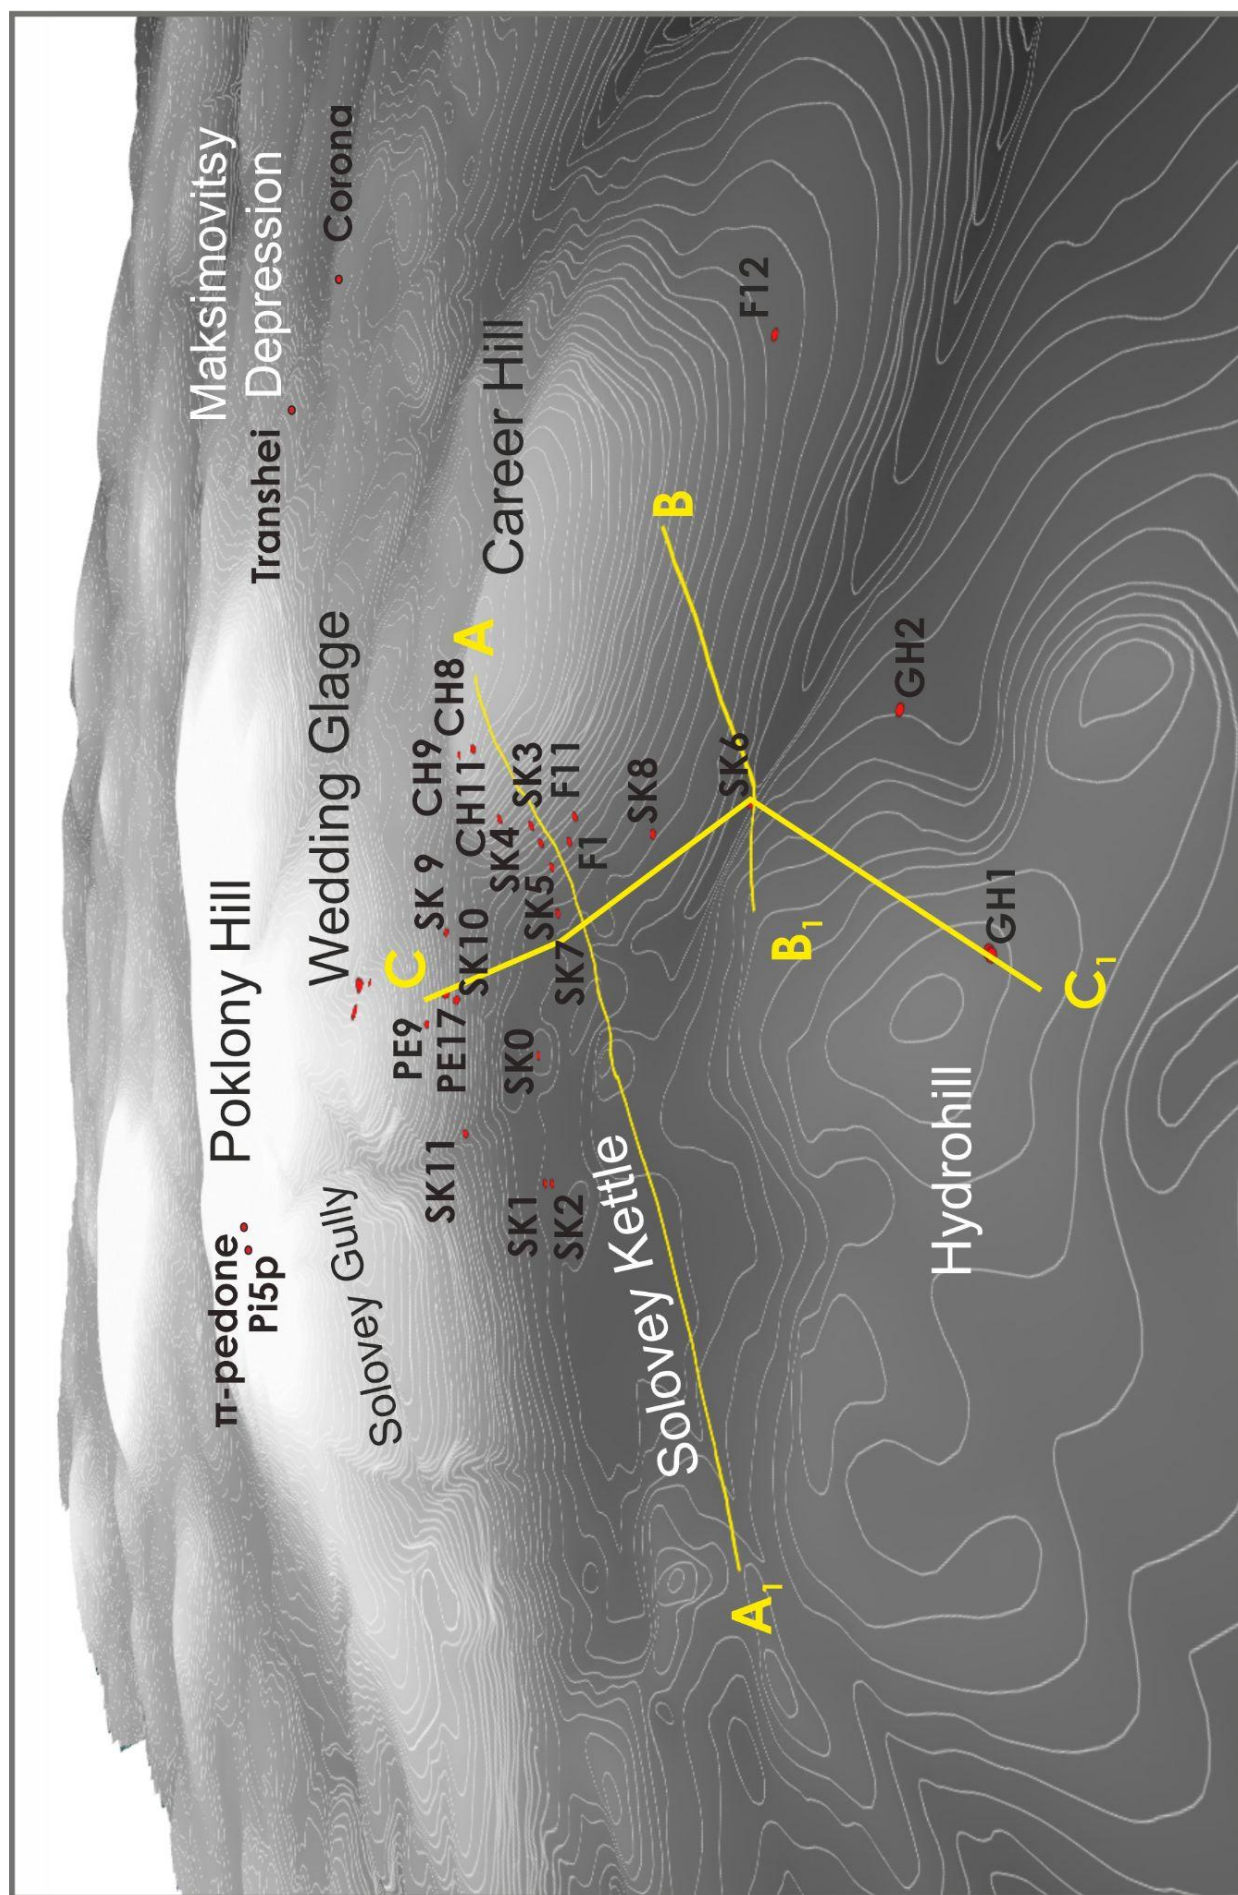 Maksimovitsy
Depression
Corona
Transhei
Poklony Hill
π-pedone
Pi5p
Wedding Glage
Solovey Gully
Career Hill
A
CH8
CH9
CH11
SK 9
C
SK3
SK4
F11
F1
SK5
SK10
SK7
PE9
PE17
SK0
SK11
SK1
SK2
SK8
SK6
B
F12
Solovey Kettle
A1
B1
GH2
GH1
C1
Hydrohill